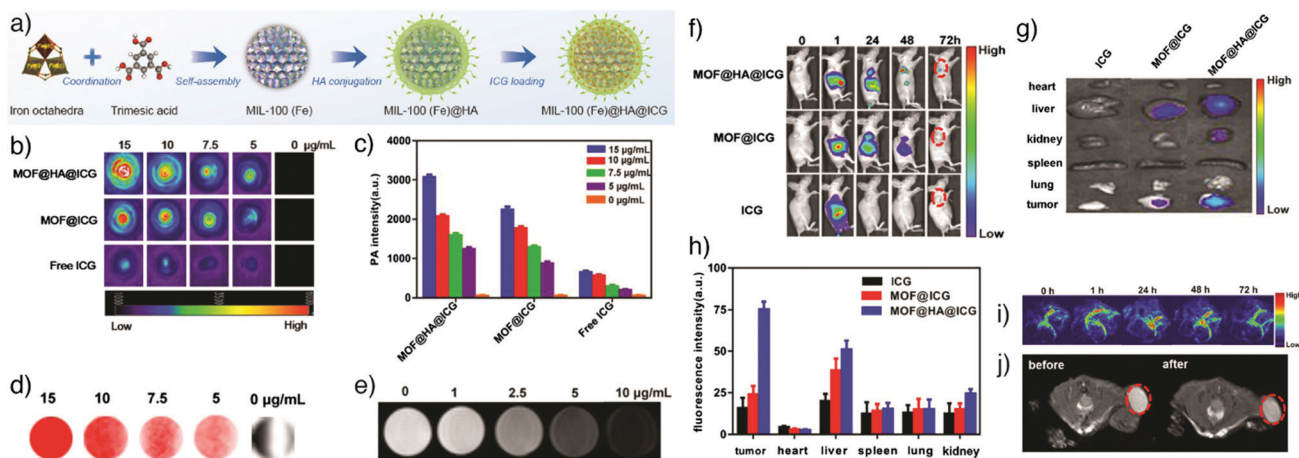 a)
Coordination
Self-assembly
HA conjugation
ICG loading
Iron octahedra
Trimesic acid
MIL-100 (Fe)
MIL-100 (Fe)@HA
MIL-100 (Fe)@HA@ICG
b)
15 10 7.5 5 0 μg/mL
MOF@HA@ICG
MOF@ICG
Free ICG
Low High
c)
PA intensity(a.u.)
4000
3000
2000
1000
0
15 μg/mL
10 μg/mL
7.5 μg/mL
5 μg/mL
0 μg/mL
MOF@HA@ICG
MOF@ICG
Free ICG
d)
15 10 7.5 5 0 μg/mL
e)
0 1 2.5 5 10 μg/mL
f)
0 1 24 48 72h
MOF@HA@ICG
MOF@ICG
ICG
High
Low
g)
ICG
MOF@ICG
MOF@HA@ICG
heart
liver
kidney
spleen
lung
tumor
High
Low
h)
fluorescence intensity(a.u.)
100
75
50
25
0
ICG
MOF@ICG
MOF@HA@ICG
tumor heart liver spleen lung kidney
i)
0 h 1 h 24 h 48 h 72 h
High
Low
j)
before after